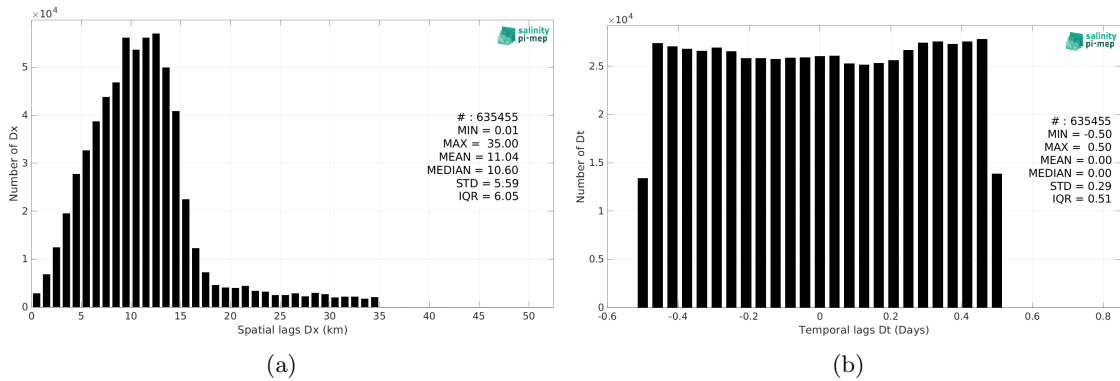 ×10⁴
6
5
4
3
2
1
0
Number of Dx
salinity
pi-mep
# : 635455
MIN = 0.01
MAX = 35.00
MEAN = 11.04
MEDIAN = 10.60
STD = 5.59
IQR = 6.05
0 5 10 15 20 25 30 35 40 45 50
Spatial lags Dx (km)
(a)
×10⁴
2.5
2
1.5
1
0.5
0
Number of Dt
salinity
pi-mep
# : 635455
MIN = -0.50
MAX = 0.50
MEAN = 0.00
MEDIAN = 0.00
STD = 0.29
IQR = 0.51
-0.6 -0.4 -0.2 0 0.2 0.4 0.6 0.8
Temporal lags Dt (Days)
(b)